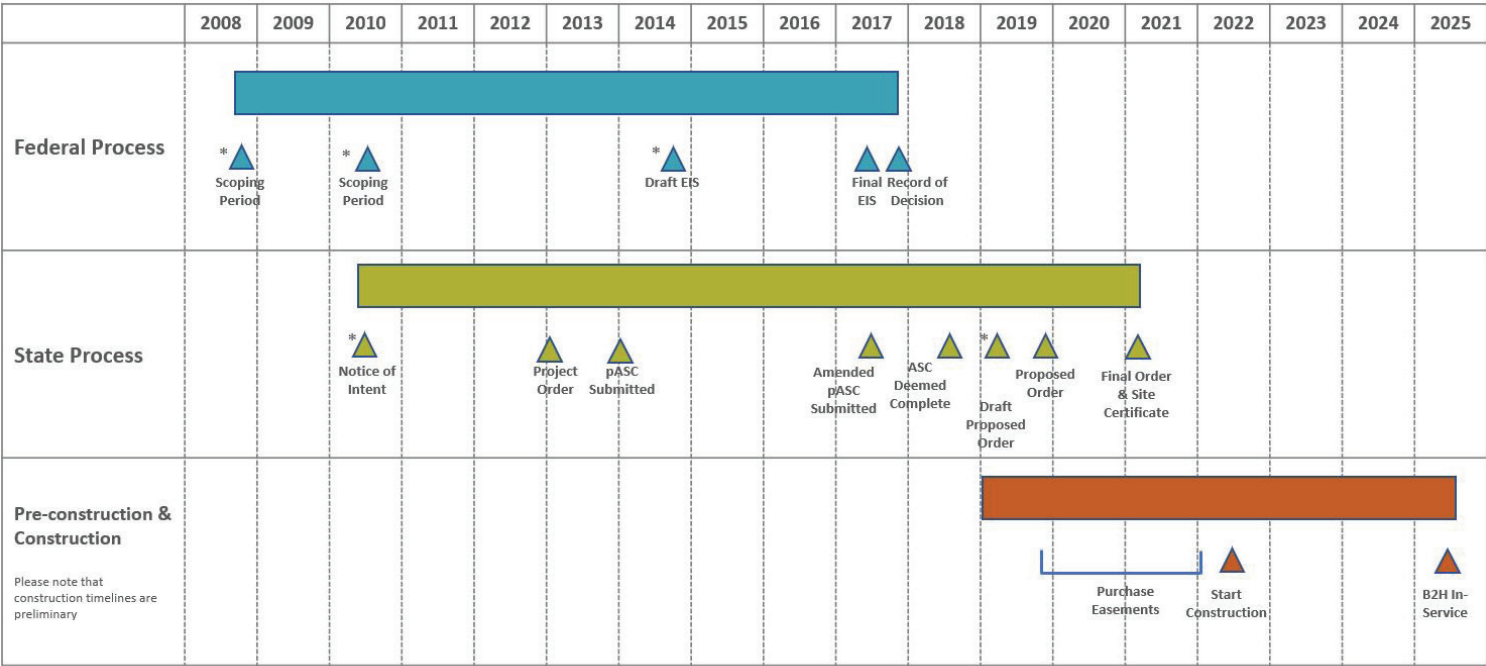 2008 2009 2010 2011 2012 2013 2014 2015 2016 2017 2018 2019 2020 2021 2022 2023 2024 2025
Federal Process
*
Scoping
Period
*
Scoping
Period
*
Draft EIS
Final
EIS
Record of
Decision
State Process
*
Notice of
Intent
Project
Order
pASC
Submitted
Amended
pASC
Submitted
ASC
Deemed
Complete
*
Draft
Proposed
Order
Proposed
Order
Final Order
& Site
Certificate
Pre-construction &
Construction
Please note that
construction timelines are
preliminary
Purchase
Easements
Start
Construction
B2H In-
Service